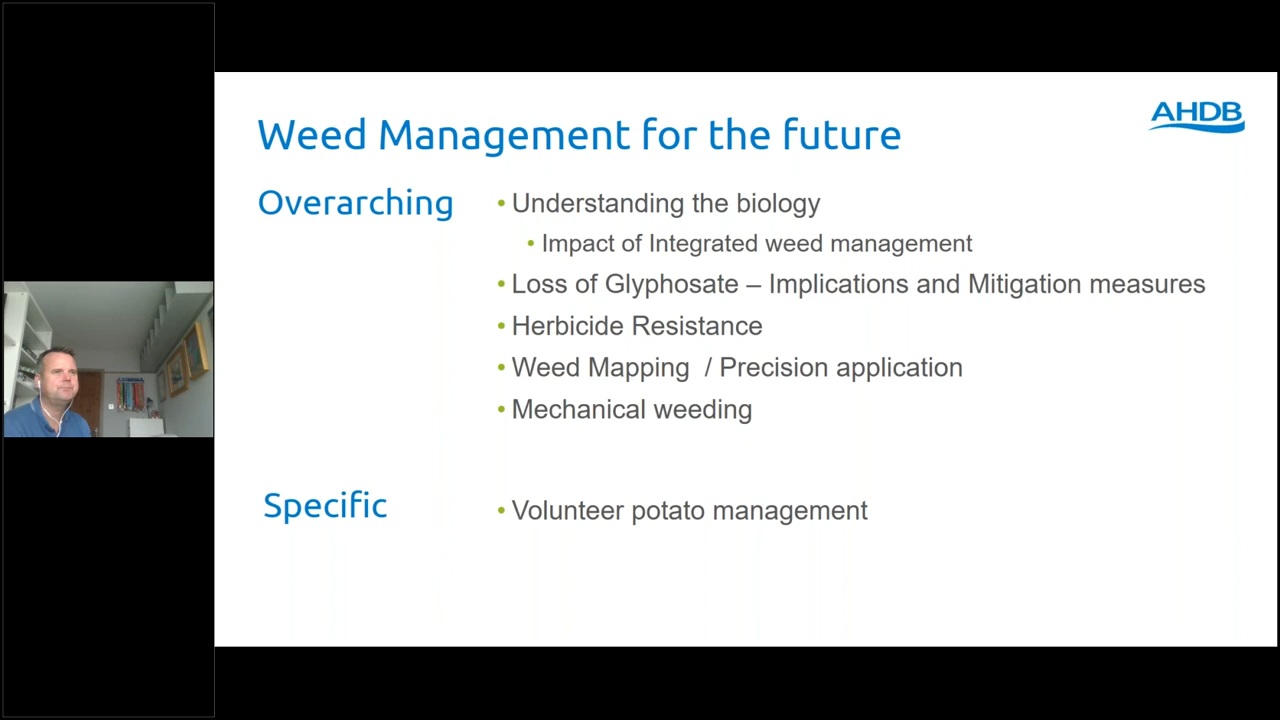 AHDB
Weed Management for the future
Overarching
• Understanding the biology
• Impact of Integrated weed management
• Loss of Glyphosate – Implications and Mitigation measures
• Herbicide Resistance
• Weed Mapping / Precision application
• Mechanical weeding
Specific
• Volunteer potato management